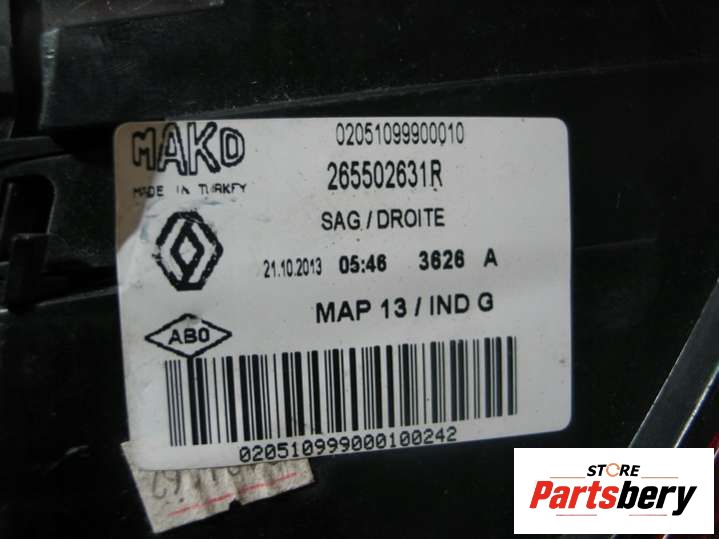 MAKO
MADE IN TURKEY
02051099900010
265502631R
SAG / DROITE
21.10.2013 05:46 3626 A
MAP 13 / IND G
ABO
020510999000100242
STORE
Partsbery